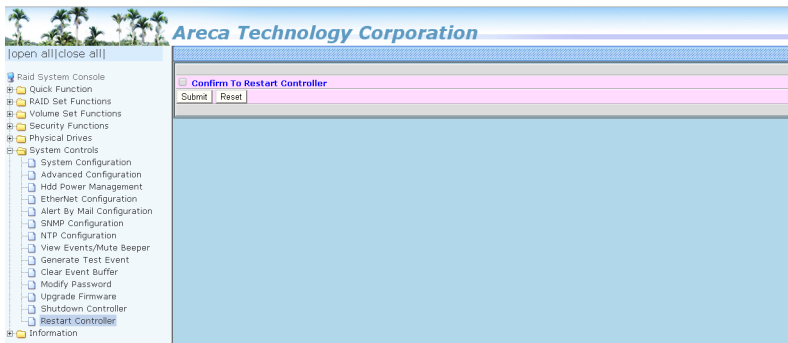 Areca Technology Corporation
|open all|close all|
Raid System Console
Quick Function
RAID Set Functions
Volume Set Functions
Security Functions
Physical Drives
System Controls
System Configuration
Advanced Configuration
Hdd Power Management
EtherNet Configuration
Alert By Mail Configuration
SNMP Configuration
NTP Configuration
View Events/Mute Beeper
Generate Test Event
Clear Event Buffer
Modify Password
Upgrade Firmware
Shutdown Controller
Restart Controller
Information
Confirm To Restart Controller
Submit Reset